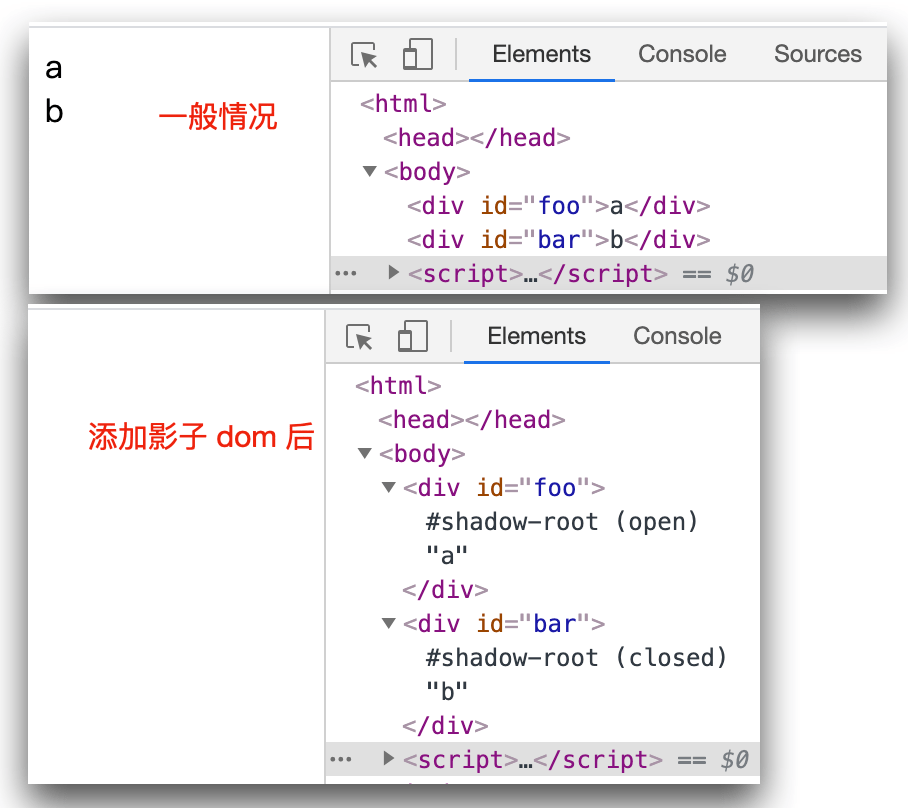 a
b
一般情况
Elements Console Sources
<html>
<head></head>
<body>
<div id="foo">a</div>
<div id="bar">b</div>
<script>…</script> == $0
添加影子 dom 后
Elements Console
<html>
<head></head>
<body>
<div id="foo">
#shadow-root (open)
"a"
</div>
<div id="bar">
#shadow-root (closed)
"b"
</div>
<script>…</script> == $0